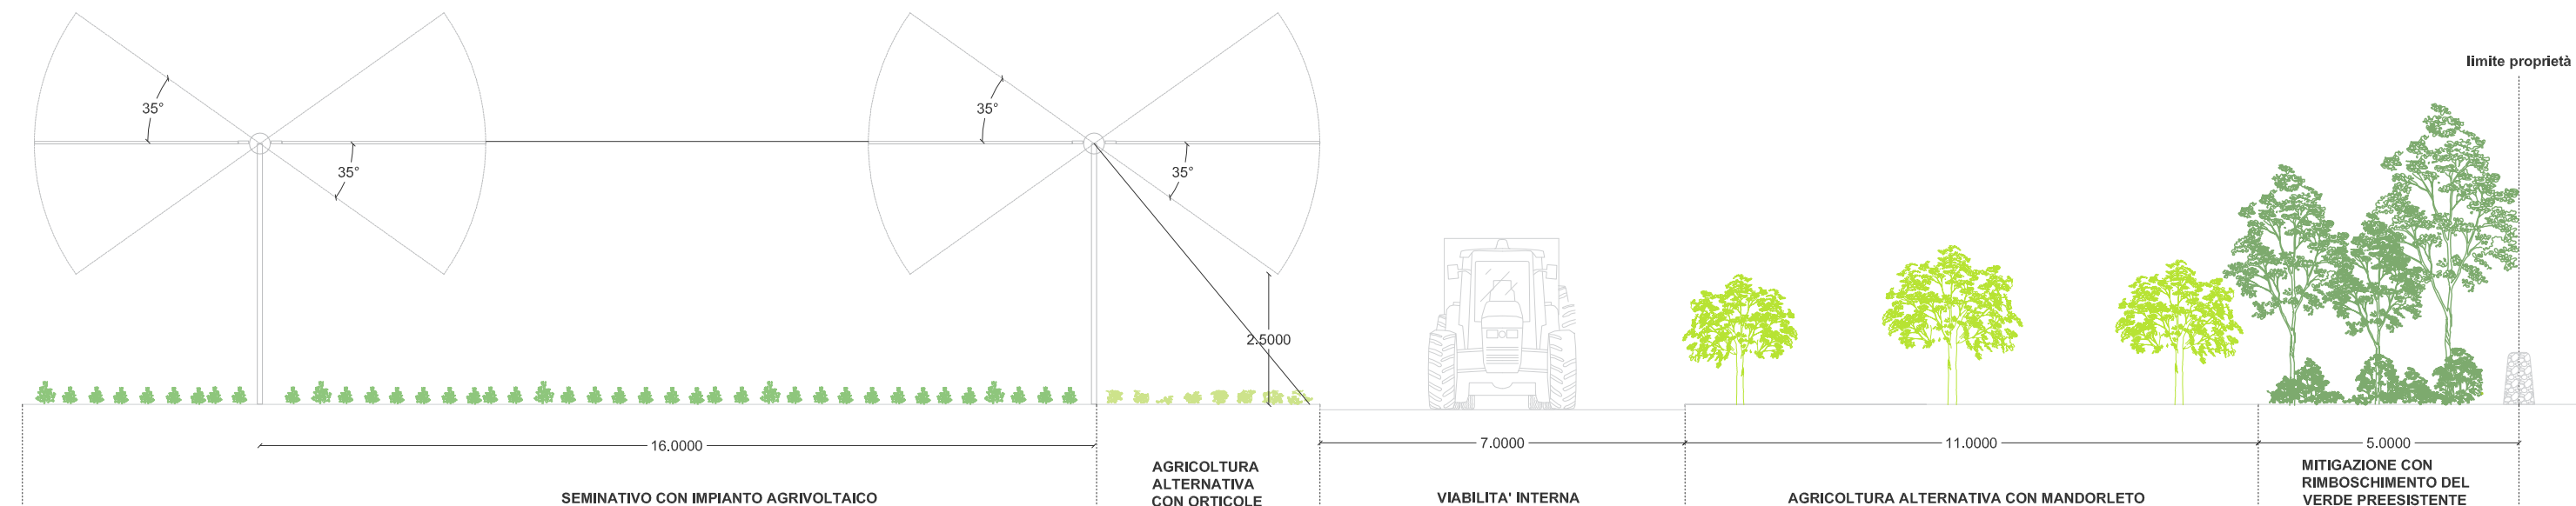 limite proprietà
35°
35°
35°
35°
2.5000
16.0000
7.0000
11.0000
5.0000
SEMINATIVO CON IMPIANTO AGRIVOLTAICO
AGRICOLTURA
ALTERNATIVA
CON ORTICOLE
VIABILITA' INTERNA
AGRICOLTURA ALTERNATIVA CON MANDORLETO
MITIGAZIONE CON
RIMBOSCHIMENTO DEL
VERDE PREESISTENTE